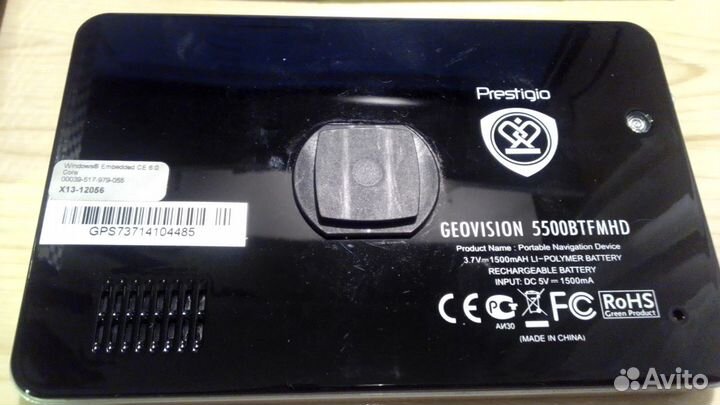 Prestigio
Windows® Embedded CE 6.0
Core
00039-517-979-056
X13-12056
GPS73714104485
GEOVISION 5500BTFMHD
Product Name : Portable Navigation Device
3.7V⎓1500mAH LI-POLYMER BATTERY
RECHARGEABLE BATTERY
INPUT: DC 5V⎓1500mA
CE РСТ FC RoHS
Green Product
АИ30
(MADE IN CHINA)
Avito